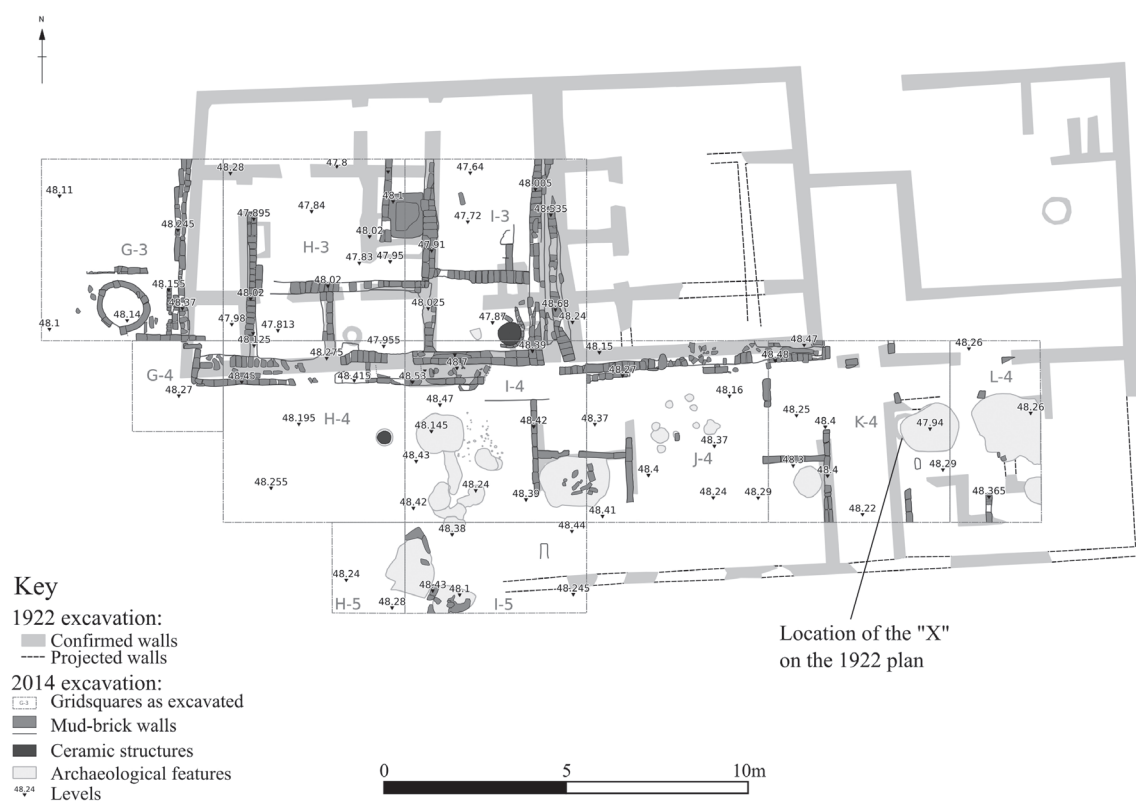 N
48.28
47.8
47.64
48.11
48.1
48.005
47.895
47.84
47.72
48.535
48.245
I-3
G-3
H-3
48.02
47.91
47.83
47.95
48.155
48.02
48.37
48.02
48.025
48.68
48.14
47.98
47.813
47.87
48.24
48.1
48.125
47.955
48.39
48.15
48.47
48.26
48.275
48.7
48.48
G-4
48.45
48.415
48.53
48.27
L-4
48.27
I-4
48.16
48.47
48.195
H-4
48.145
48.42
48.37
48.25
48.4
K-4
47.94
48.26
48.37
48.43
J-4
48.3
48.4
48.29
48.4
48.255
48.24
48.39
48.24
48.29
48.365
48.42
48.41
48.22
48.38
48.44
48.24
48.43
48.1
48.245
H-5
48.28
I-5
Location of the "X"
on the 1922 plan
Key
1922 excavation:
Confirmed walls
Projected walls
2014 excavation:
G-3
Gridsquares as excavated
Mud-brick walls
Ceramic structures
Archaeological features
48.24
Levels
0
5
10m